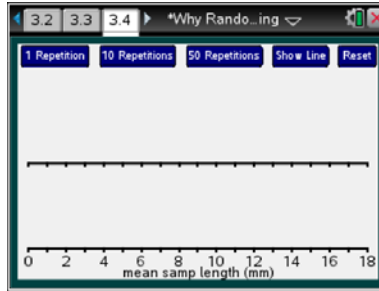 3.2 3.3 3.4 *Why Rando...ing
1 Repetition 10 Repetitions 50 Repetitions Show Line Reset
0 2 4 6 8 10 12 14 16 18
mean samp length (mm)